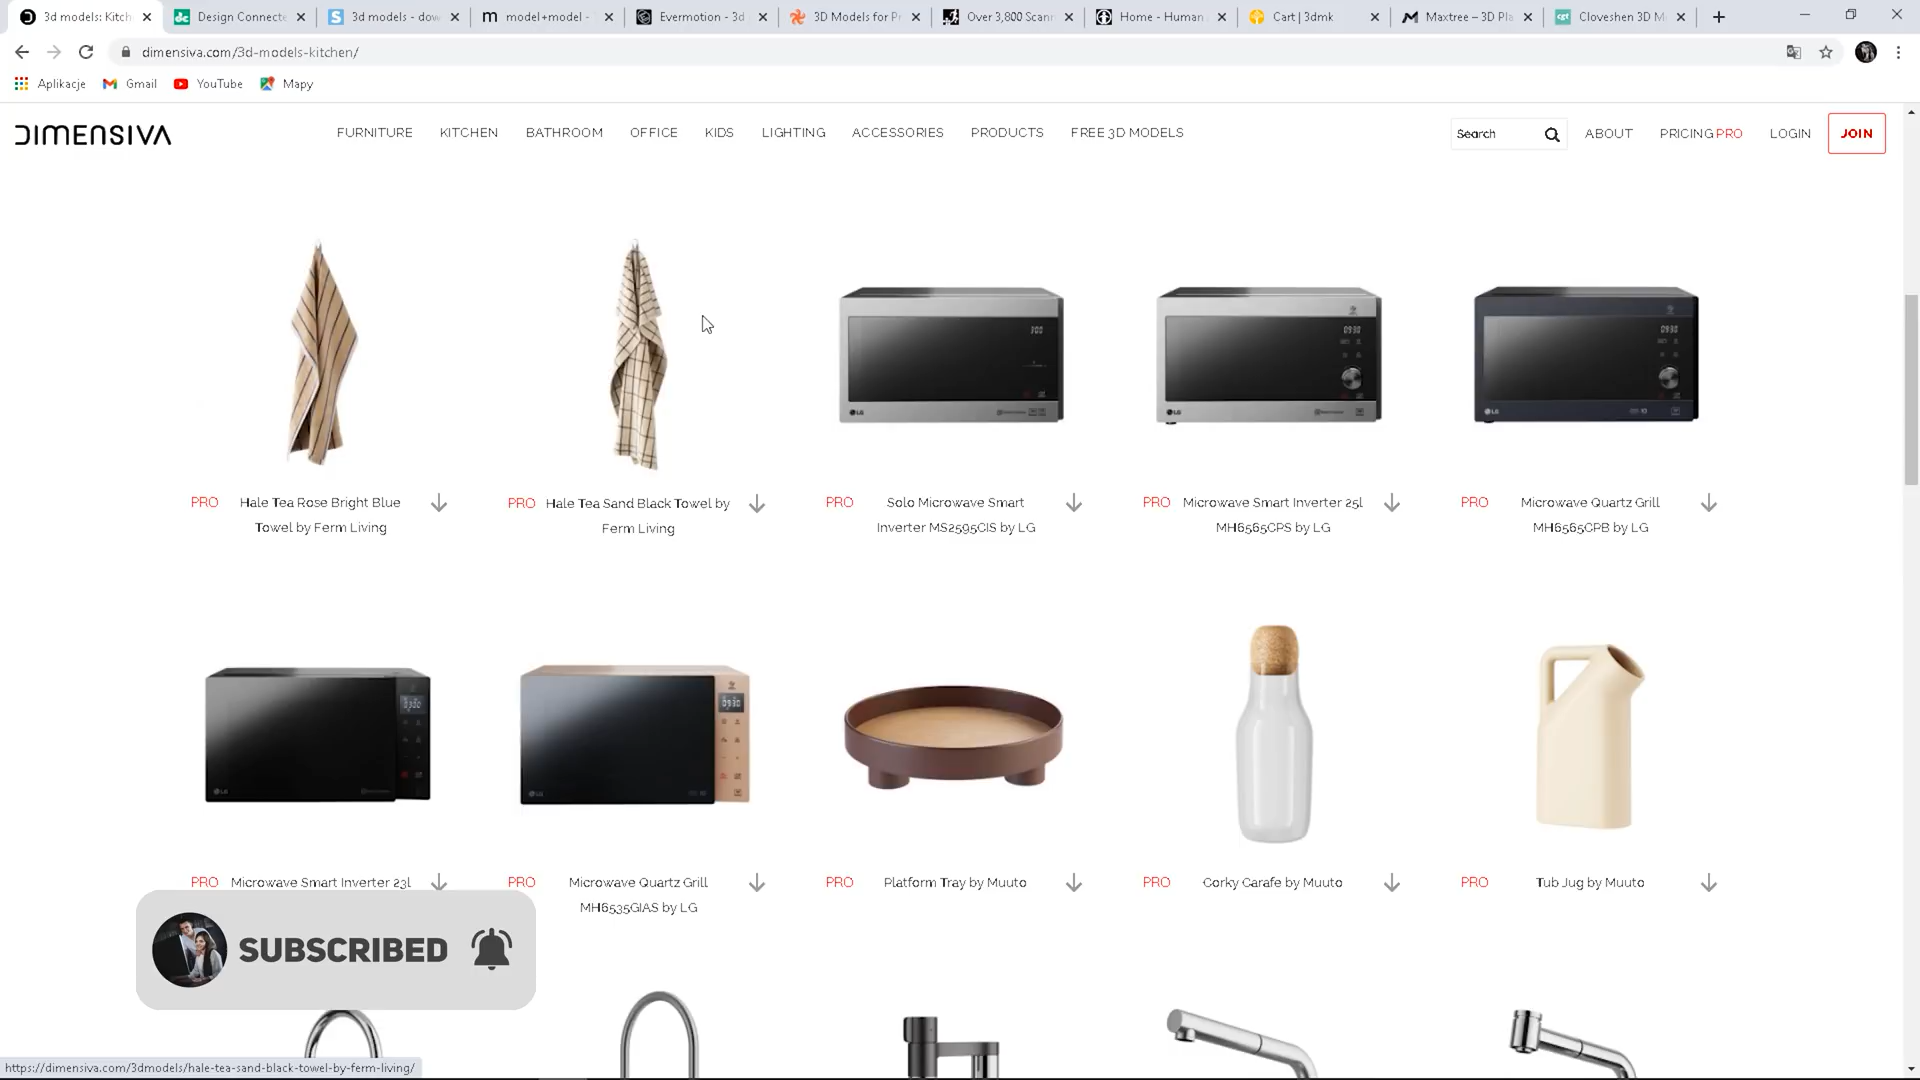 3d models: Kitch
Design Connecte
3d models - dow
model+model - T
Evermotion - 3d
3D Models for Pr
Over 3,800 Scann
Home - Human
Cart | 3dmk
Maxtree – 3D Pla
Cloveshen 3D M
dimensiva.com/3d-models-kitchen/
Aplikacje
Gmail
YouTube
Mapy
DIMENSIVA
FURNITURE
KITCHEN
BATHROOM
OFFICE
KIDS
LIGHTING
ACCESSORIES
PRODUCTS
FREE 3D MODELS
Search
ABOUT
PRICING PRO
LOGIN
JOIN
PRO
Hale Tea Rose Bright Blue
Towel by Ferm Living
PRO
Hale Tea Sand Black Towel by
Ferm Living
PRO
Solo Microwave Smart
Inverter MS2595CIS by LG
PRO
Microwave Smart Inverter 25l
MH6565CPS by LG
PRO
Microwave Quartz Grill
MH6565CPB by LG
PRO
Microwave Smart Inverter 23l
PRO
Microwave Quartz Grill
MH6535GIAS by LG
PRO
Platform Tray by Muuto
PRO
Corky Carafe by Muuto
PRO
Tub Jug by Muuto
SUBSCRIBED
https://dimensiva.com/3dmodels/hale-tea-sand-black-towel-by-ferm-living/